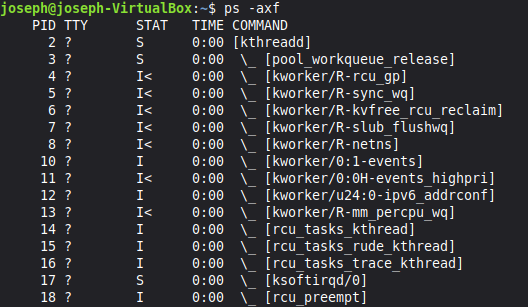 joseph@joseph-VirtualBox:~$ ps -axf
PID TTY STAT TIME COMMAND
2 ? S 0:00 [kthreadd]
3 ? S 0:00 \_ [pool_workqueue_release]
4 ? I< 0:00 \_ [kworker/R-rcu_gp]
5 ? I< 0:00 \_ [kworker/R-sync_wq]
6 ? I< 0:00 \_ [kworker/R-kvfree_rcu_reclaim]
7 ? I< 0:00 \_ [kworker/R-slub_flushwq]
8 ? I< 0:00 \_ [kworker/R-netns]
10 ? I 0:00 \_ [kworker/0:1-events]
11 ? I< 0:00 \_ [kworker/0:0H-events_highpri]
12 ? I 0:00 \_ [kworker/u24:0-ipv6_addrconf]
13 ? I< 0:00 \_ [kworker/R-mm_percpu_wq]
14 ? I 0:00 \_ [rcu_tasks_kthread]
15 ? I 0:00 \_ [rcu_tasks_rude_kthread]
16 ? I 0:00 \_ [rcu_tasks_trace_kthread]
17 ? S 0:00 \_ [ksoftirqd/0]
18 ? I 0:00 \_ [rcu_preempt]